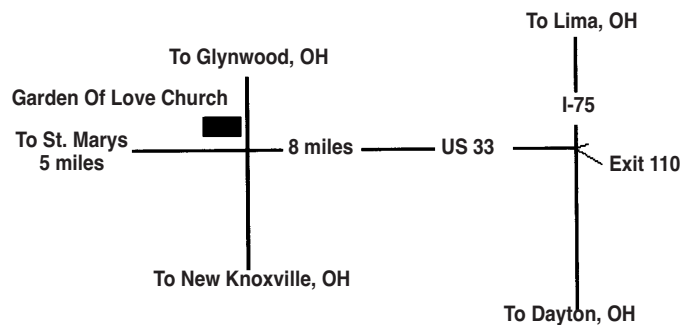 To Lima, OH
To Glynwood, OH
Garden Of Love Church
I-75
To St. Marys
5 miles
8 miles
US 33
Exit 110
To New Knoxville, OH
To Dayton, OH